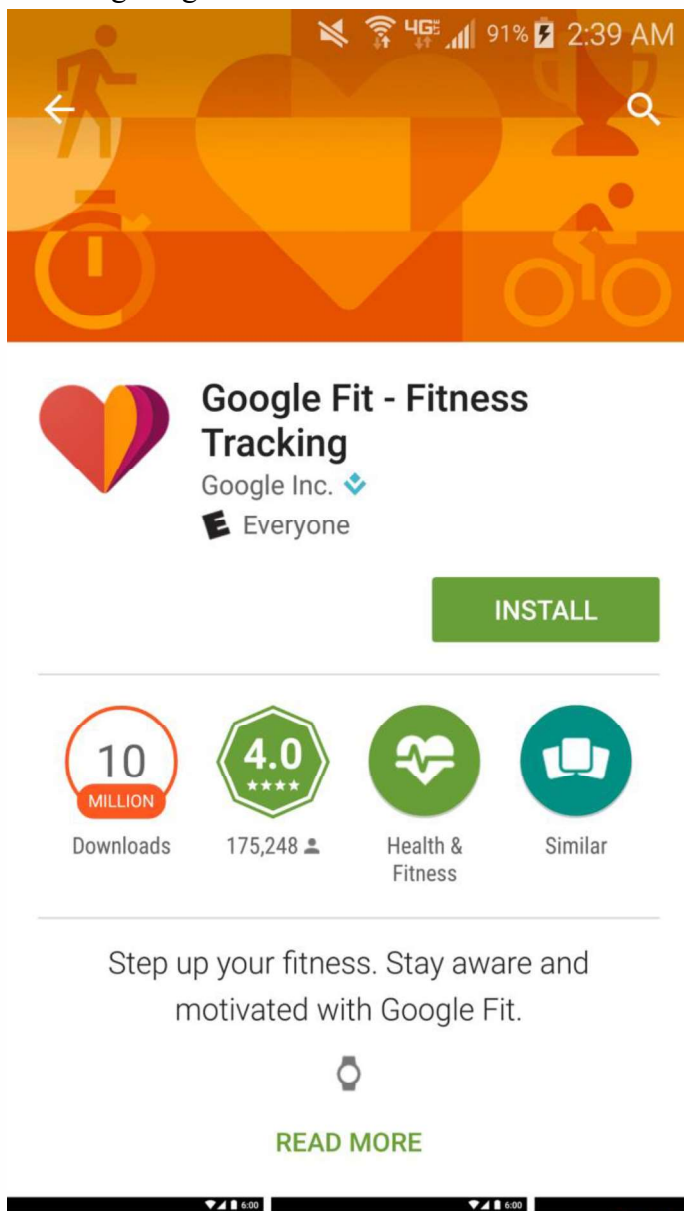 4G LTE 91% 2:39 AM
Google Fit - Fitness
Tracking
Google Inc.
E Everyone
INSTALL
10
MILLION
Downloads
4.0
175,248
Health &
Fitness
Similar
Step up your fitness. Stay aware and
motivated with Google Fit.
READ MORE
6:00 6:00